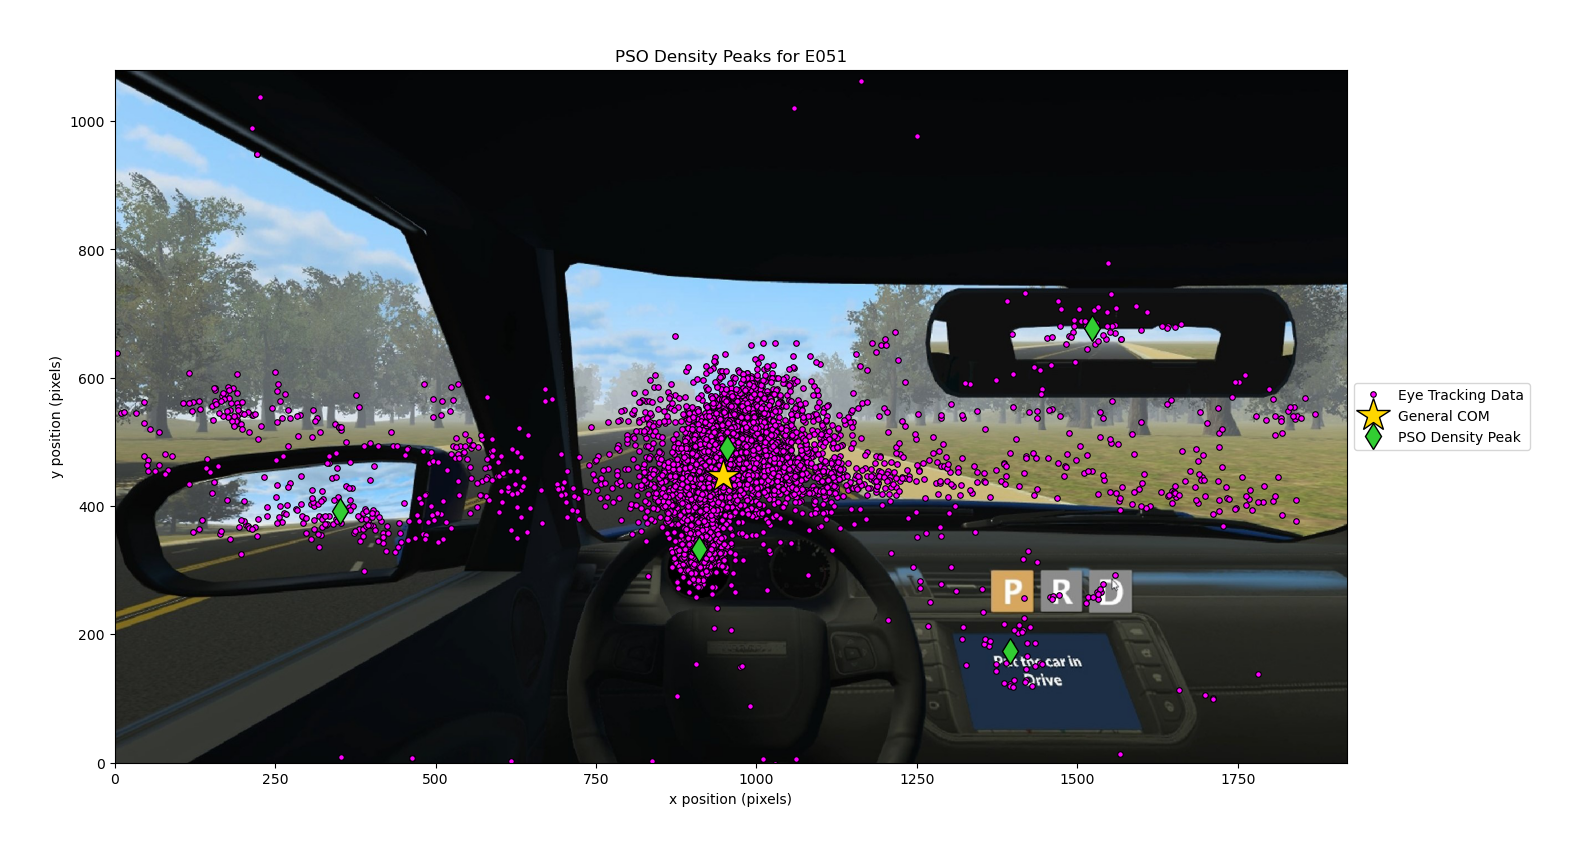 PSO Density Peaks for E051
y position (pixels)
1000
800
600
400
200
0
0 250 500 750 1000 1250 1500 1750
x position (pixels)
Eye Tracking Data
General COM
PSO Density Peak
P R D
car in
Drive